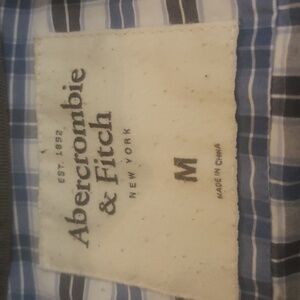 EST. 1892
Abercrombie
& Fitch
NEW YORK
M
MADE IN CHINA